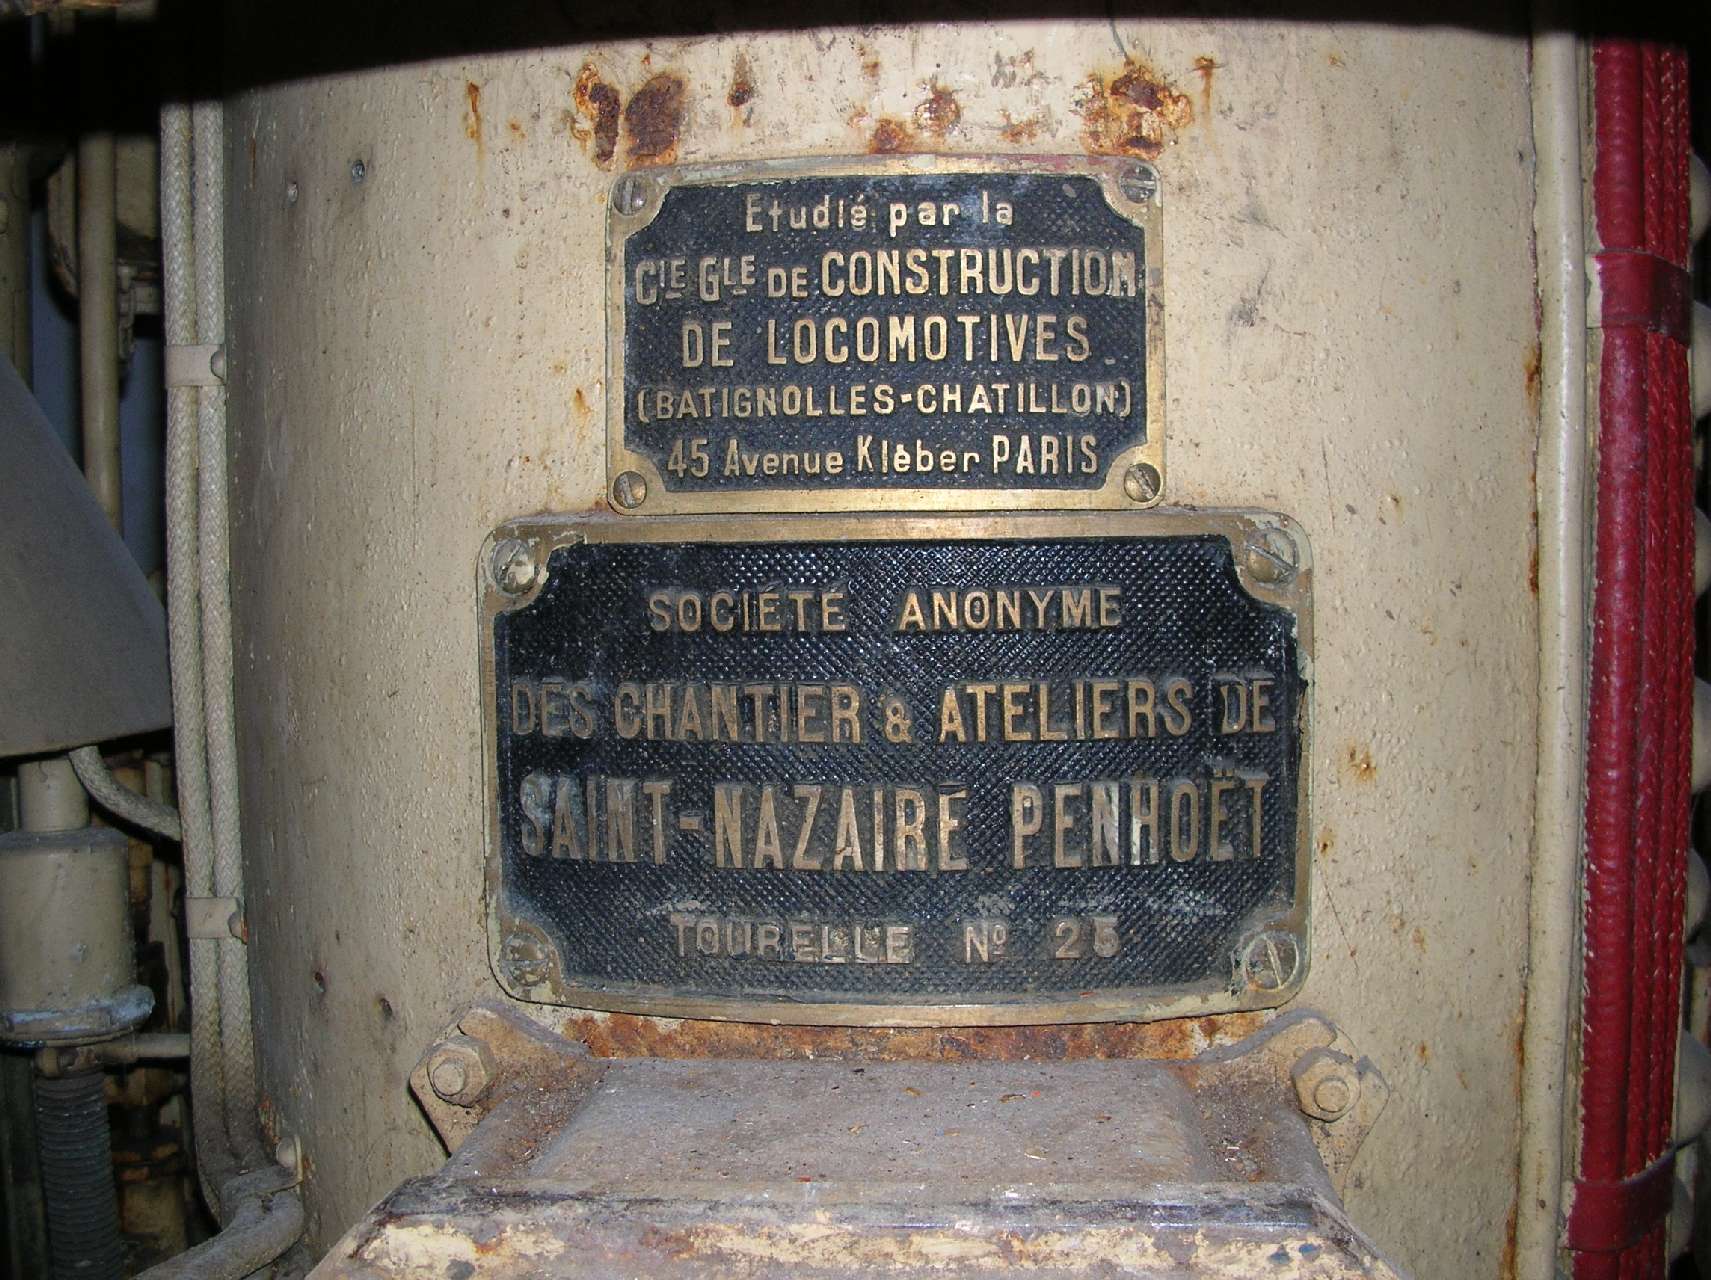 Etudié par la
CIE GLE DE CONSTRUCTION
DE LOCOMOTIVES
(BATIGNOLLES-CHATILLON)
45 Avenue Klèber PARIS
SOCIÉTÉ ANONYME
DES CHANTIER & ATELIERS DE
SAINT-NAZAIRE PENHOËT
TOURELLE No 25